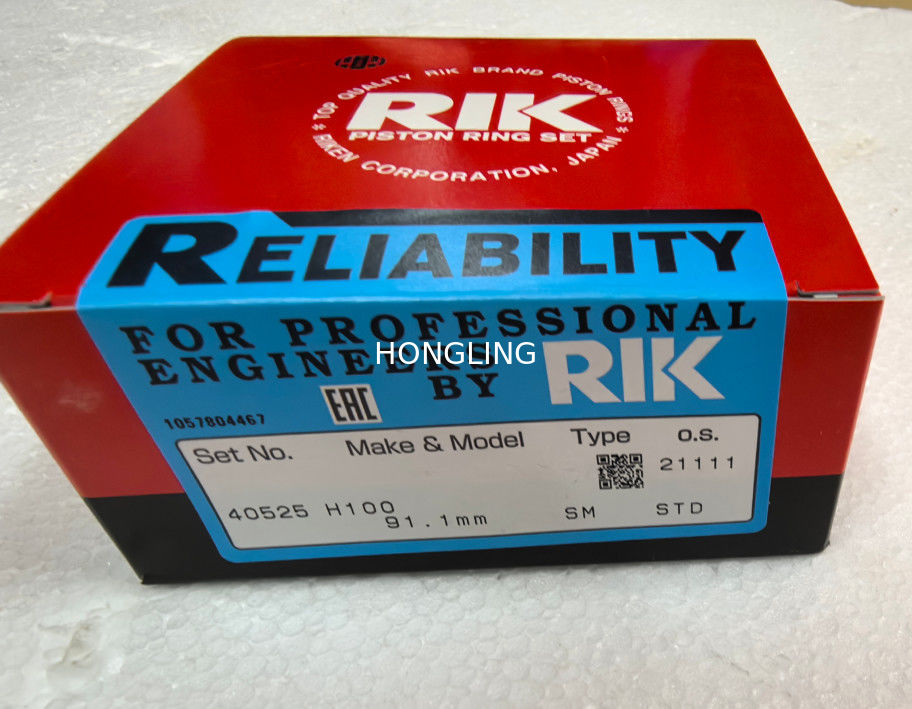 TOP QUALITY RIK BRAND PISTON RINGS
RIK
PISTON RING SET
* RIKEN CORPORATION, JAPAN *
RELIABILITY
FOR PROFESSIONAL
ENGINEERS
HONGLING
BY RIK
EAC
1057804467
Set No. Make & Model Type o.s.
21111
40525 H100 SM STD
91.1mm